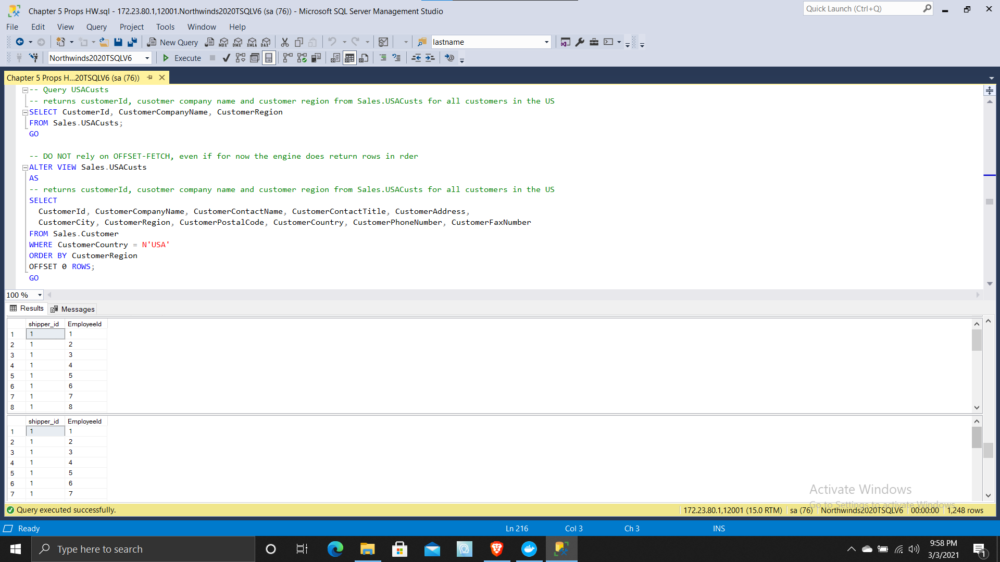 Chapter 5 Props HW.sql - 172.23.80.1,12001.Northwinds2020TSQLV6 (sa (76)) - Microsoft SQL Server Management Studio
Quick Launch (Ctrl+Q)
File Edit View Query Project Tools Window Help
New Query MDX DMX XMLA DAX lastname
Northwinds2020TSQLV6 Execute
Chapter 5 Props H...20TSQLV6 (sa (76))
-- Query USACusts
-- returns customerId, cusotmer company name and customer region from Sales.USACusts for all customers in the US
SELECT CustomerId, CustomerCompanyName, CustomerRegion
FROM Sales.USACusts;
GO
-- DO NOT rely on OFFSET-FETCH, even if for now the engine does return rows in rder
ALTER VIEW Sales.USACusts
AS
-- returns customerId, cusotmer company name and customer region from Sales.USACusts for all customers in the US
SELECT
CustomerId, CustomerCompanyName, CustomerContactName, CustomerContactTitle, CustomerAddress,
CustomerCity, CustomerRegion, CustomerPostalCode, CustomerCountry, CustomerPhoneNumber, CustomerFaxNumber
FROM Sales.Customer
WHERE CustomerCountry = N'USA'
ORDER BY CustomerRegion
OFFSET 0 ROWS;
GO
100 %
Results Messages
shipper_id EmployeeId
1 1 1
2 1 2
3 1 3
4 1 4
5 1 5
6 1 6
7 1 7
8 1 8
shipper_id EmployeeId
1 1 1
2 1 2
3 1 3
4 1 4
5 1 5
6 1 6
7 1 7
Activate Windows
Go to Settings to activate Windows.
Query executed successfully. 172.23.80.1,12001 (15.0 RTM) sa (76) Northwinds2020TSQLV6 00:00:00 1,248 rows
Ready Ln 216 Col 3 Ch 3 INS
Type here to search
9:58 PM
3/3/2021
1